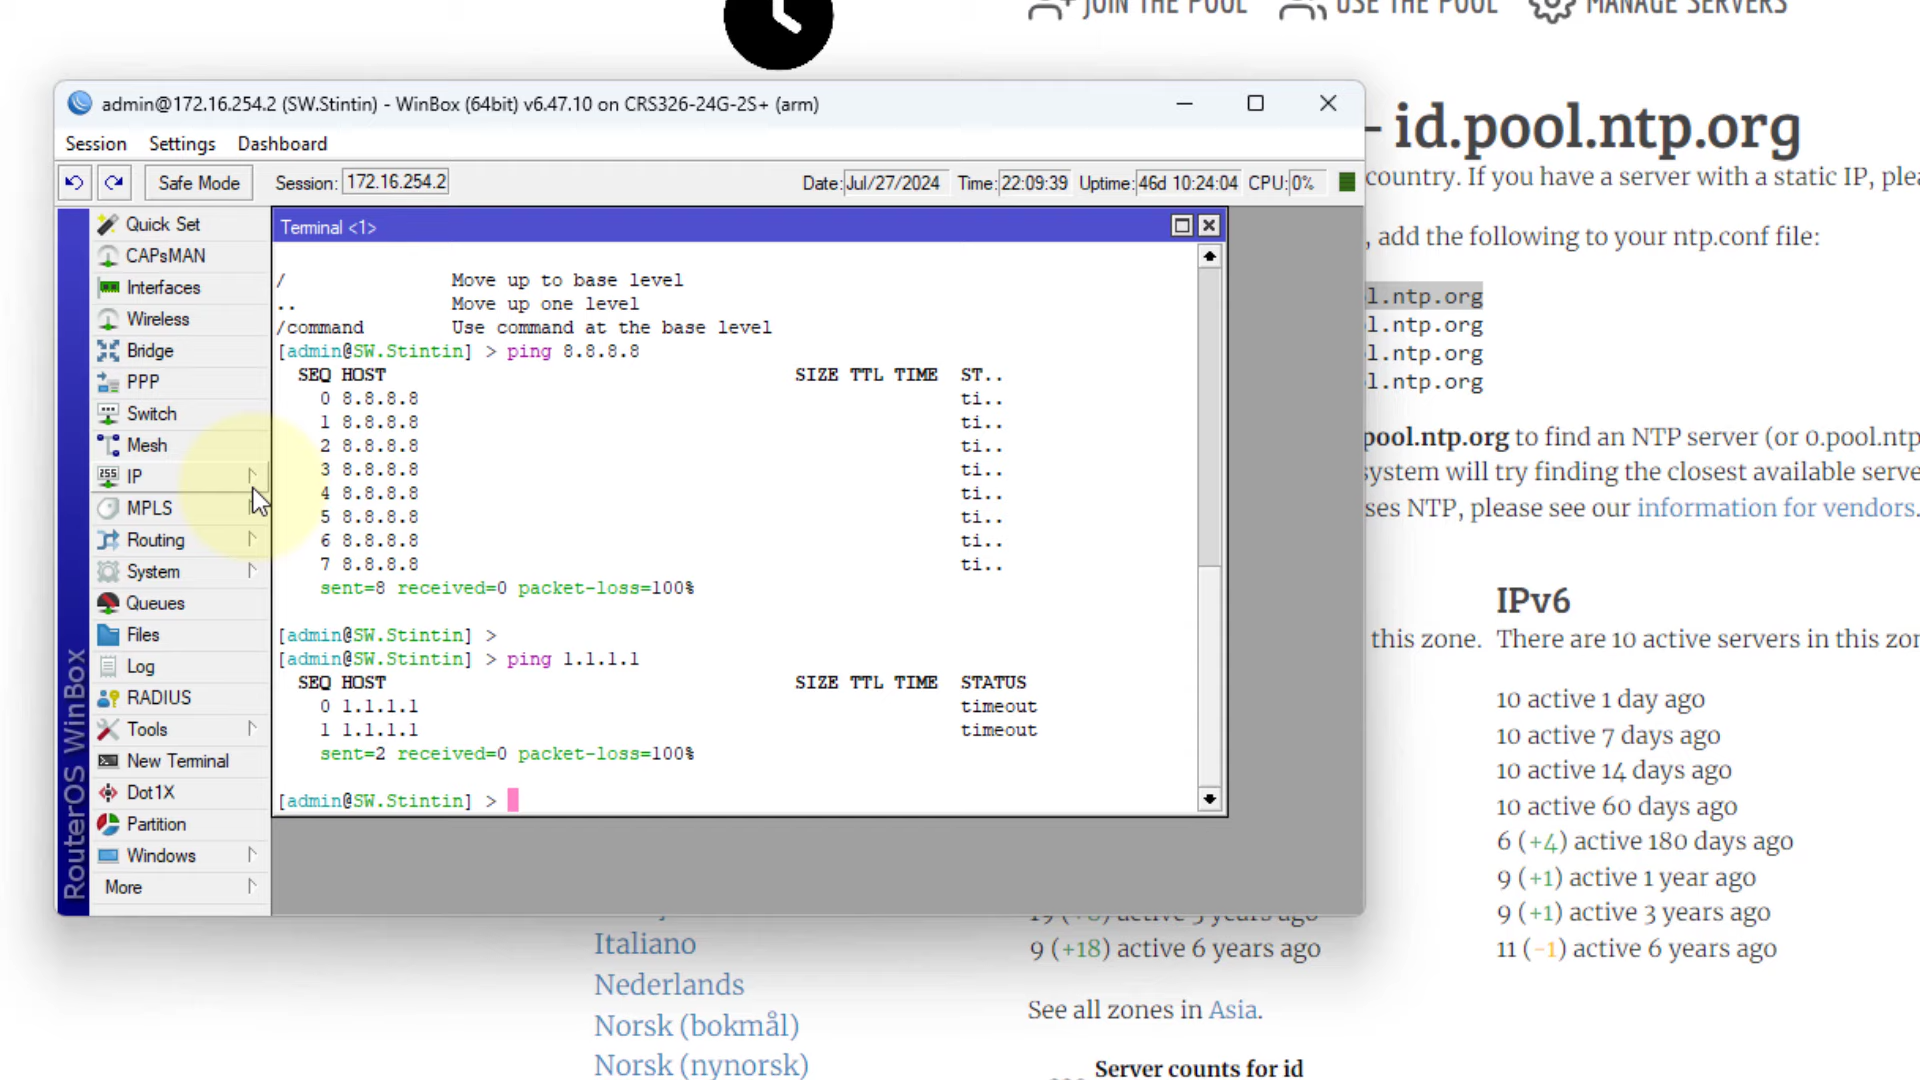 JOIN THE POOL USE THE POOL MANAGE SERVERS
admin@172.16.254.2 (SW.Stintin) - WinBox (64bit) v6.47.10 on CRS326-24G-2S+ (arm)
Session Settings Dashboard
Safe Mode Session: 172.16.254.2 Date: Jul/27/2024 Time: 22:09:39 Uptime: 46d 10:24:04 CPU: 0%
RouterOS WinBox
Quick Set
CAPsMAN
Interfaces
Wireless
Bridge
PPP
Switch
Mesh
255 IP
MPLS
Routing
System
Queues
Files
Log
RADIUS
Tools
New Terminal
Dot1X
Partition
Windows
More
Terminal <1>
/ Move up to base level
.. Move up one level
/command Use command at the base level
[admin@SW.Stintin] > ping 8.8.8.8
SEQ HOST SIZE TTL TIME ST..
0 8.8.8.8 ti..
1 8.8.8.8 ti..
2 8.8.8.8 ti..
3 8.8.8.8 ti..
4 8.8.8.8 ti..
5 8.8.8.8 ti..
6 8.8.8.8 ti..
7 8.8.8.8 ti..
sent=8 received=0 packet-loss=100%
[admin@SW.Stintin] >
[admin@SW.Stintin] > ping 1.1.1.1
SEQ HOST SIZE TTL TIME STATUS
0 1.1.1.1 timeout
1 1.1.1.1 timeout
sent=2 received=0 packet-loss=100%
[admin@SW.Stintin] >
- id.pool.ntp.org
country. If you have a server with a static IP,
, add the following to your ntp.conf file:
l.ntp.org
l.ntp.org
l.ntp.org
l.ntp.org
pool.ntp.org to find an NTP server (or 0.pool.ntp
system will try finding the closest available
ses NTP, please see our information for vendors.
IPv6
this zone. There are 10 active servers in this
10 active 1 day ago
10 active 7 days ago
10 active 14 days ago
10 active 60 days ago
6 (+4) active 180 days ago
9 (+1) active 1 year ago
9 (+1) active 3 years ago
11 (-1) active 6 years ago
active 3 years ago
9 (+18) active 6 years ago
See all zones in Asia.
Server counts for id
Italiano
Nederlands
Norsk (bokmål)
Norsk (nynorsk)